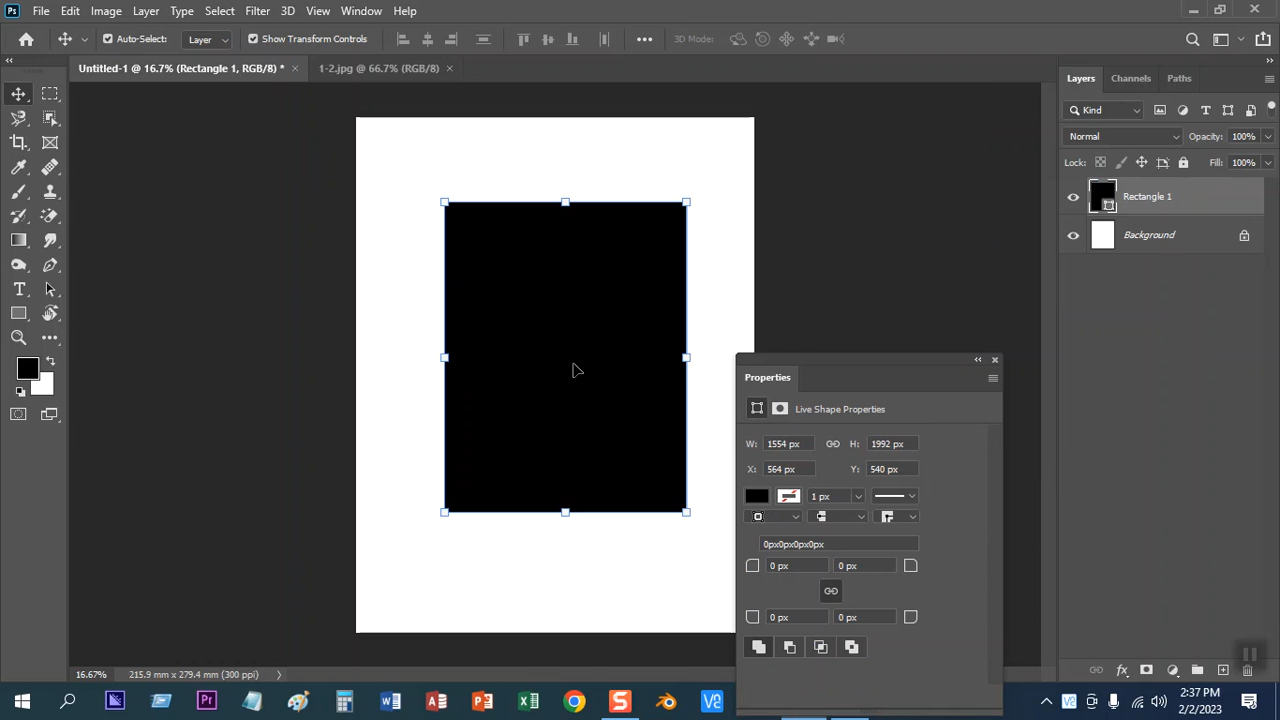 Ps File Edit Image Layer Type Select Filter 3D View Window Help
Auto-Select: Layer Show Transform Controls 3D Mode:
Untitled-1 @ 16.7% (Rectangle 1, RGB/8) * 1-2.jpg @ 66.7% (RGB/8)
Layers Channels Paths
Kind
Normal Opacity: 100%
Lock: Fill: 100%
Rectangle 1
Background
Properties
Live Shape Properties
W: 1554 px H: 1992 px
X: 564 px Y: 540 px
1 px
0px0px0px0px
0 px 0 px
0 px 0 px
16.67% 215.9 mm x 279.4 mm (300 ppi)
2:37 PM
2/2/2023